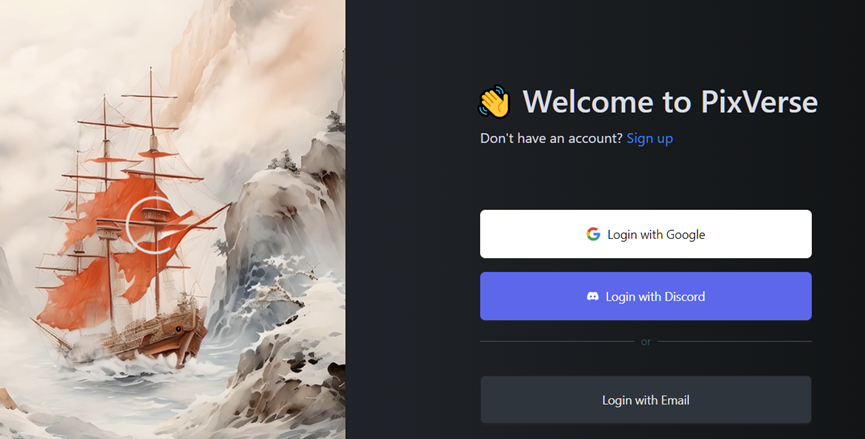 👋 Welcome to PixVerse
Don't have an account? Sign up
Login with Google
Login with Discord
or
Login with Email